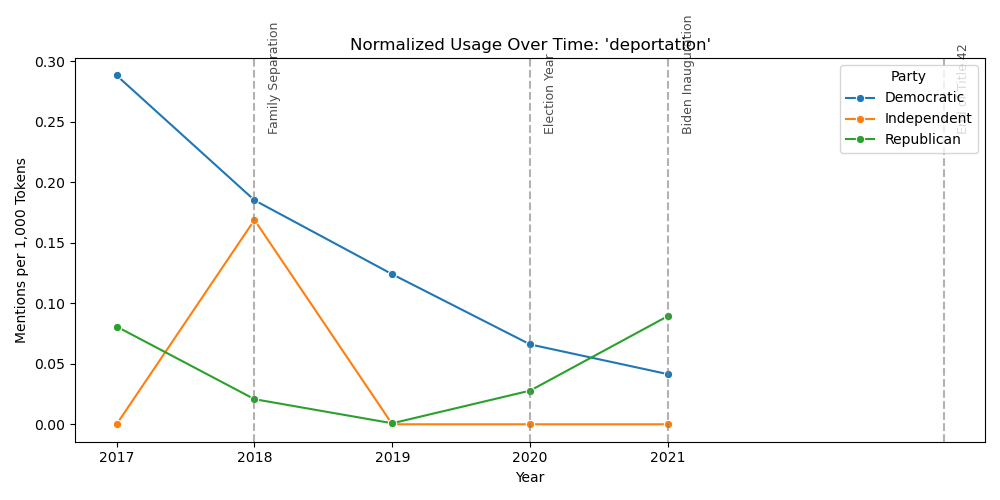 Normalized Usage Over Time: 'deportation'
Mentions per 1,000 Tokens
0.30
0.25
0.20
0.15
0.10
0.05
0.00
Family Separation
Election Year
Biden Inauguration
Title 42
Party
Democratic
Independent
Republican
2017
2018
2019
2020
2021
Year